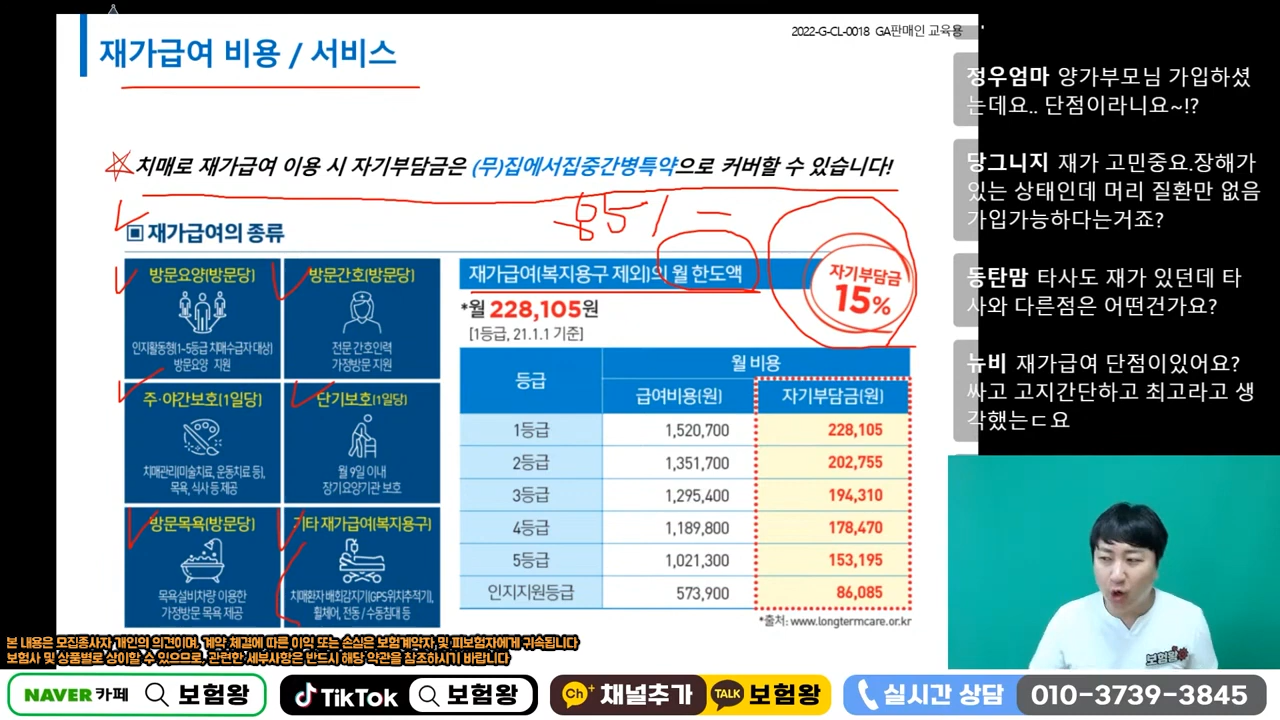 2022-G-CL-0018 GA판매인 교육용
재가급여 비용 / 서비스
치매로 재가급여 이용 시 자기부담금은 (무)집에서집중간병특약으로 커버할 수 있습니다!
85% =
재가급여의 종류
방문요양(방문당)
인지활동형(1~5등급 치매수급자 대상)
방문요양 지원
방문간호(방문당)
전문 간호인력
가정방문 지원
주·야간보호(1일당)
치매관리(미술치료, 운동치료 등),
목욕, 식사 등 제공
단기보호(1일당)
월 9일 이내
장기요양기관 보호
방문목욕(방문당)
목욕설비차량 이용한
가정방문 목욕 제공
기타 재가급여(복지용구)
치매환자 배회감지기(GPS위치추적기),
휠체어, 전동 / 수동침대 등
재가급여(복지용구 제외)의 월 한도액
자기부담금
15%
*월 228,105원
[1등급, 21.1.1 기준]
등급 월 비용
급여비용(원) 자기부담금(원)
1등급 1,520,700 228,105
2등급 1,351,700 202,755
3등급 1,295,400 194,310
4등급 1,189,800 178,470
5등급 1,021,300 153,195
인지지원등급 573,900 86,085
*출처: www.longtermcare.or.kr
정우엄마 양가부모님 가입하셨
는데요.. 단점이라니요~!?
당그니지 재가 고민중요.장해가
있는 상태인데 머리 질환만 없음
가입가능하다는거죠?
동탄맘 타사도 재가 있던데 타
사와 다른점은 어떤건가요?
뉴비 재가급여 단점이있어요?
싸고 고지간단하고 최고라고 생
각했는ㄷ요
보험왕
본 내용은 모집종사자 개인의 의견이며, 계약 체결에 따른 이익 또는 손실은 보험계약자 및 피보험자에게 귀속됩니다
보험사 및 상품별로 상이할 수 있으므로, 관련한 세부사항은 반드시 해당 약관을 참조하시기 바랍니다
NAVER 카페 보험왕
TikTok 보험왕
Ch+ 채널추가 TALK 보험왕
실시간 상담 010-3739-3845